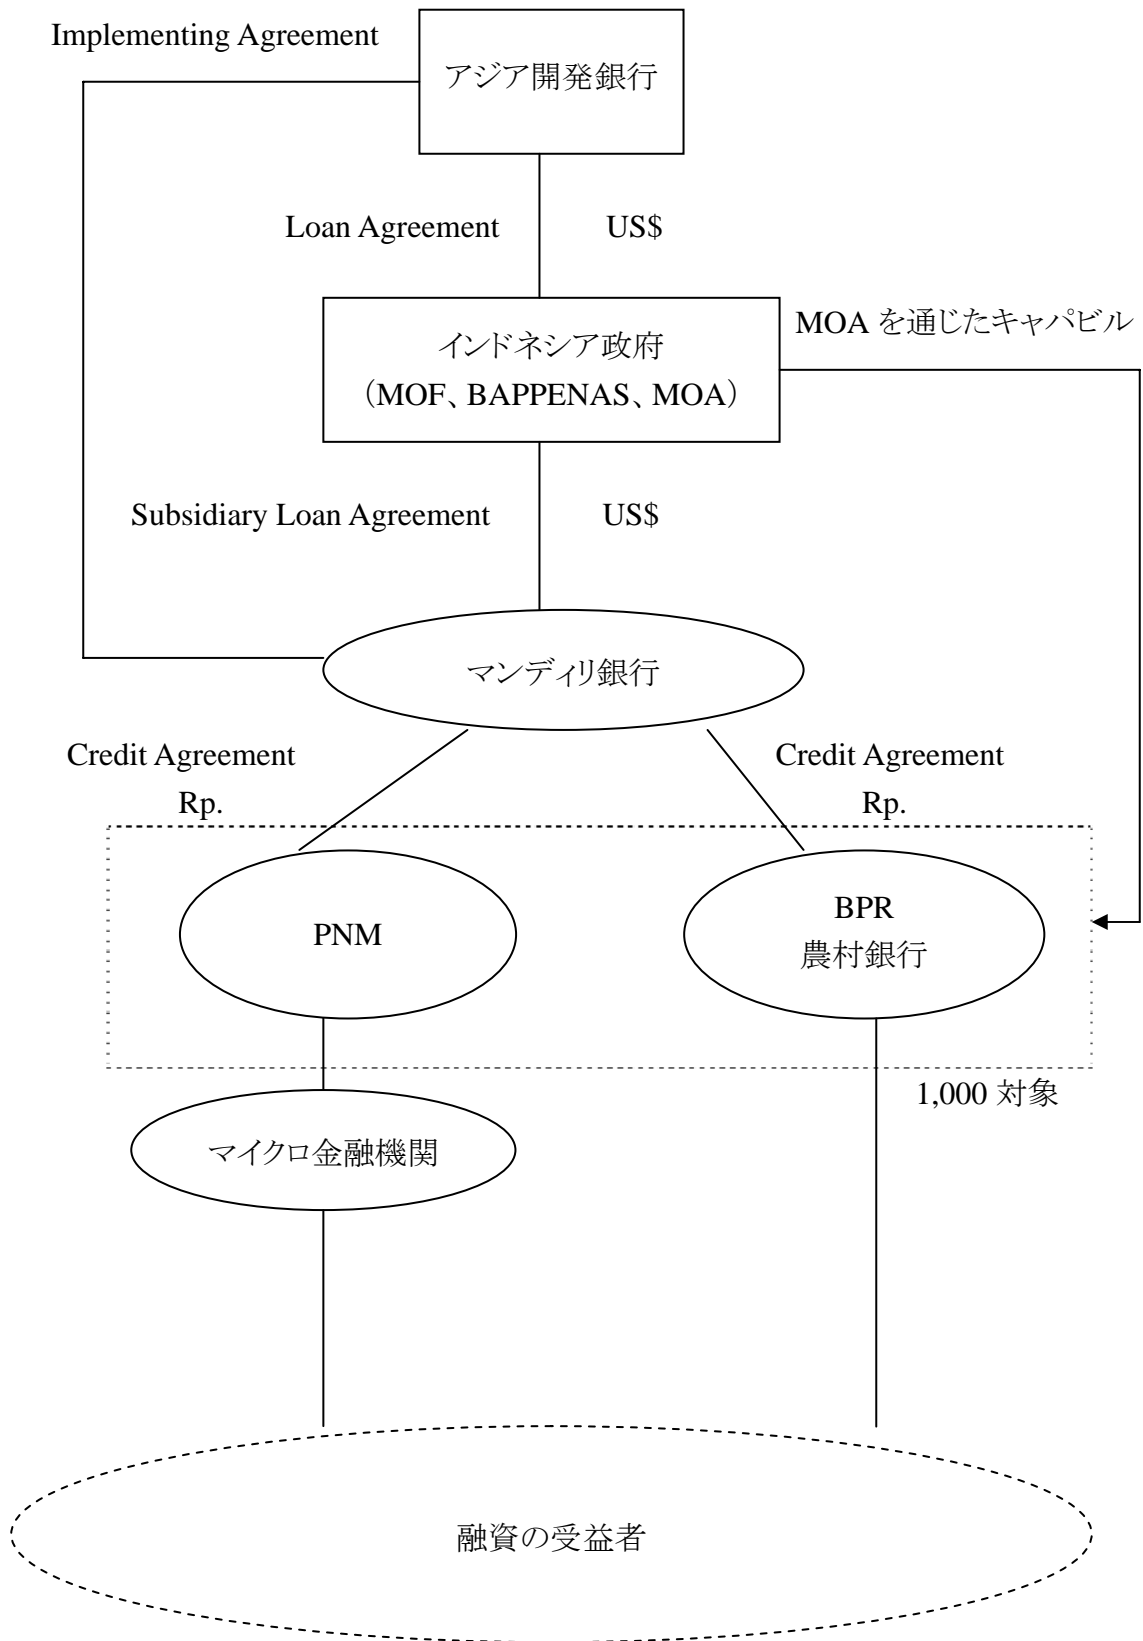 Implementing Agreement
アジア開発銀行
Loan Agreement
US$
MOA を通じたキャパビル
インドネシア政府
（MOF、BAPPENAS、MOA）
Subsidiary Loan Agreement
US$
マンディリ銀行
Credit Agreement
Rp.
Credit Agreement
Rp.
PNM
BPR
農村銀行
1,000 対象
マイクロ金融機関
融資の受益者